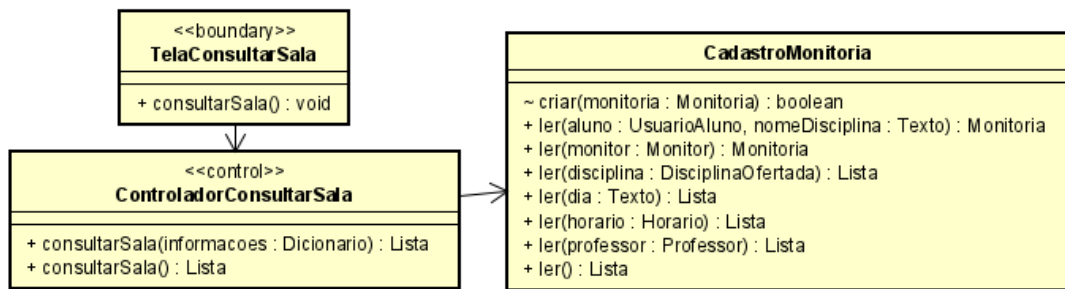 <<boundary>>
TelaConsultarSala
+ consultarSala() : void
<<control>>
ControladorConsultarSala
+ consultarSala(informacoes : Dicionario) : Lista
+ consultarSala() : Lista
CadastroMonitoria
~ criar(monitoria : Monitoria) : boolean
+ ler(aluno : UsuarioAluno, nomeDisciplina : Texto) : Monitoria
+ ler(monitor : Monitor) : Monitoria
+ ler(disciplina : DisciplinaOfertada) : Lista
+ ler(dia : Texto) : Lista
+ ler(horario : Horario) : Lista
+ ler(professor : Professor) : Lista
+ ler() : Lista